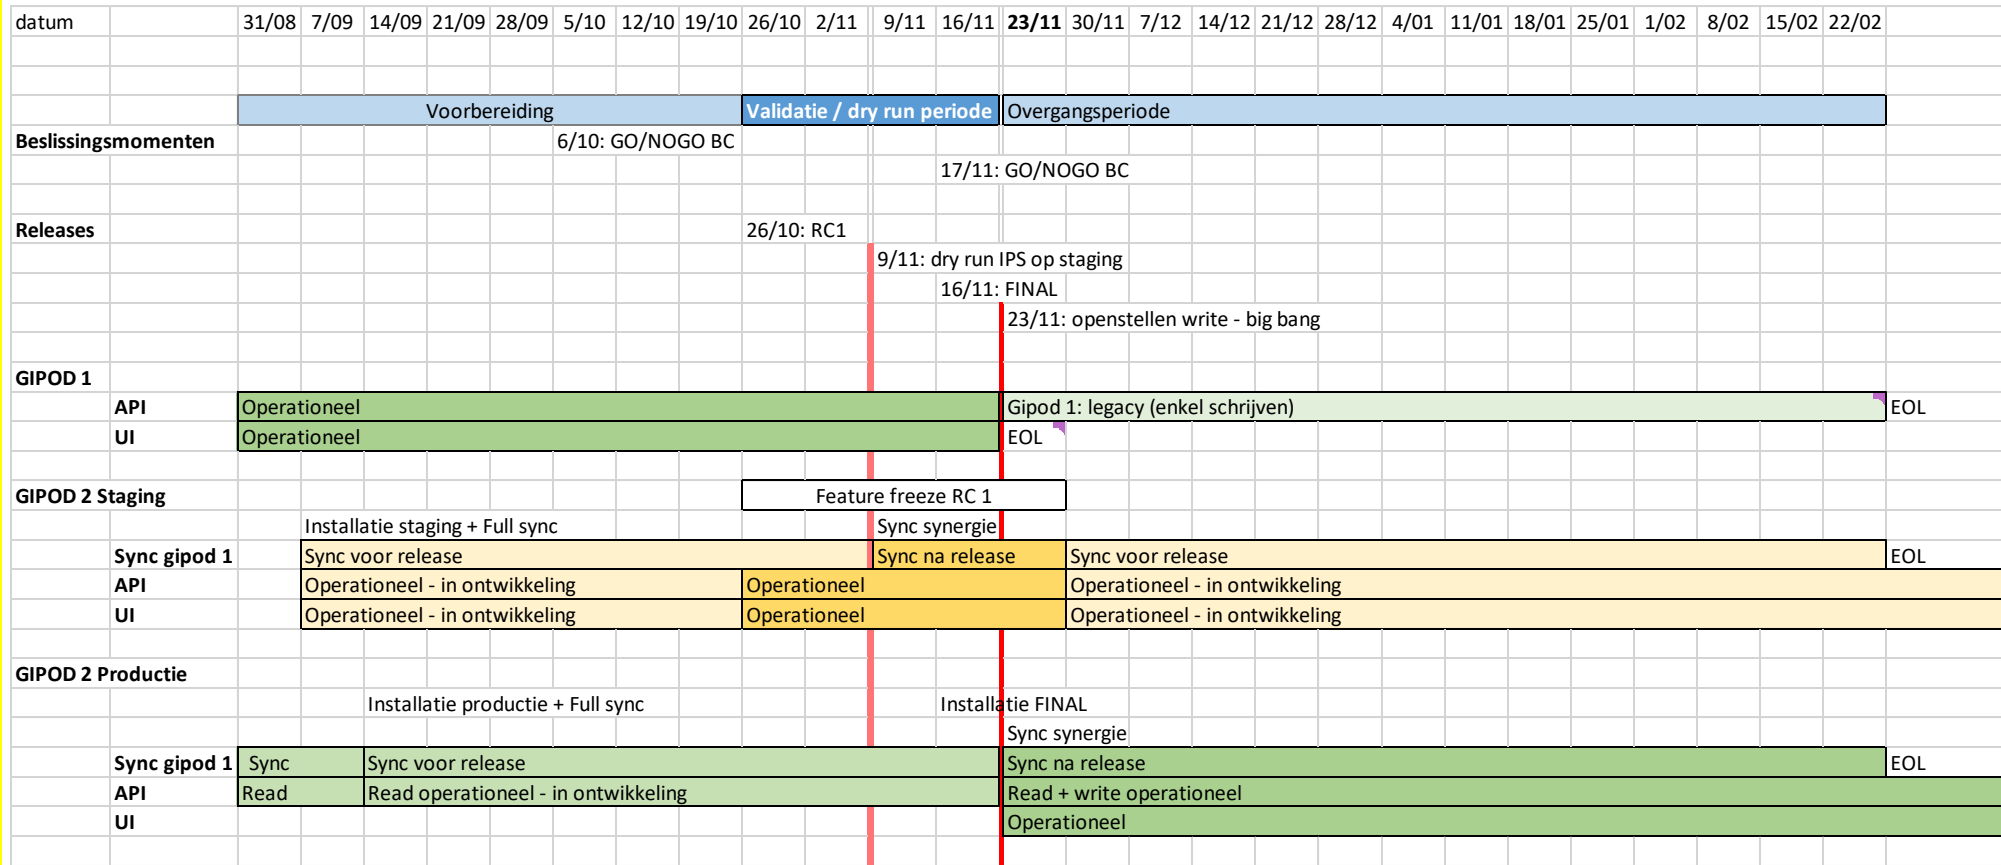 datum 31/08 7/09 14/09 21/09 28/09 5/10 12/10 19/10 26/10 2/11 9/11 16/11 23/11 30/11 7/12 14/12 21/12 28/12 4/01 11/01 18/01 25/01 1/02 8/02 15/02 22/02
Voorbereiding Validatie / dry run periode Overgangsperiode
Beslissingsmomenten 6/10: GO/NOGO BC
17/11: GO/NOGO BC
Releases 26/10: RC1
9/11: dry run IPS op staging
16/11: FINAL
23/11: openstellen write - big bang
GIPOD 1
API Operationeel Gipod 1: legacy (enkel schrijven) EOL
UI Operationeel EOL
GIPOD 2 Staging Feature freeze RC 1
Installatie staging + Full sync Sync synergie
Sync gipod 1 Sync voor release Sync na release Sync voor release EOL
API Operationeel - in ontwikkeling Operationeel Operationeel - in ontwikkeling
UI Operationeel - in ontwikkeling Operationeel Operationeel - in ontwikkeling
GIPOD 2 Productie
Installatie productie + Full sync Installatie FINAL
Sync synergie
Sync gipod 1 Sync Sync voor release Sync na release EOL
API Read Read operationeel - in ontwikkeling Read + write operationeel
UI Operationeel